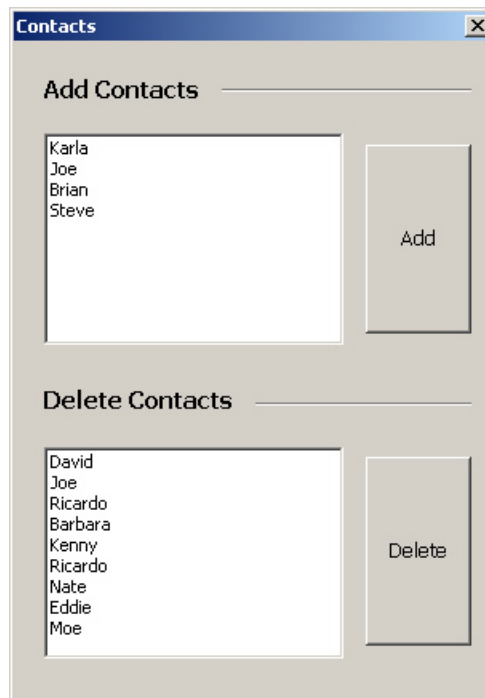 Contacts
Add Contacts
Karla
Joe
Brian
Steve
Add
Delete Contacts
David
Joe
Ricardo
Barbara
Kenny
Ricardo
Nate
Eddie
Moe
Delete